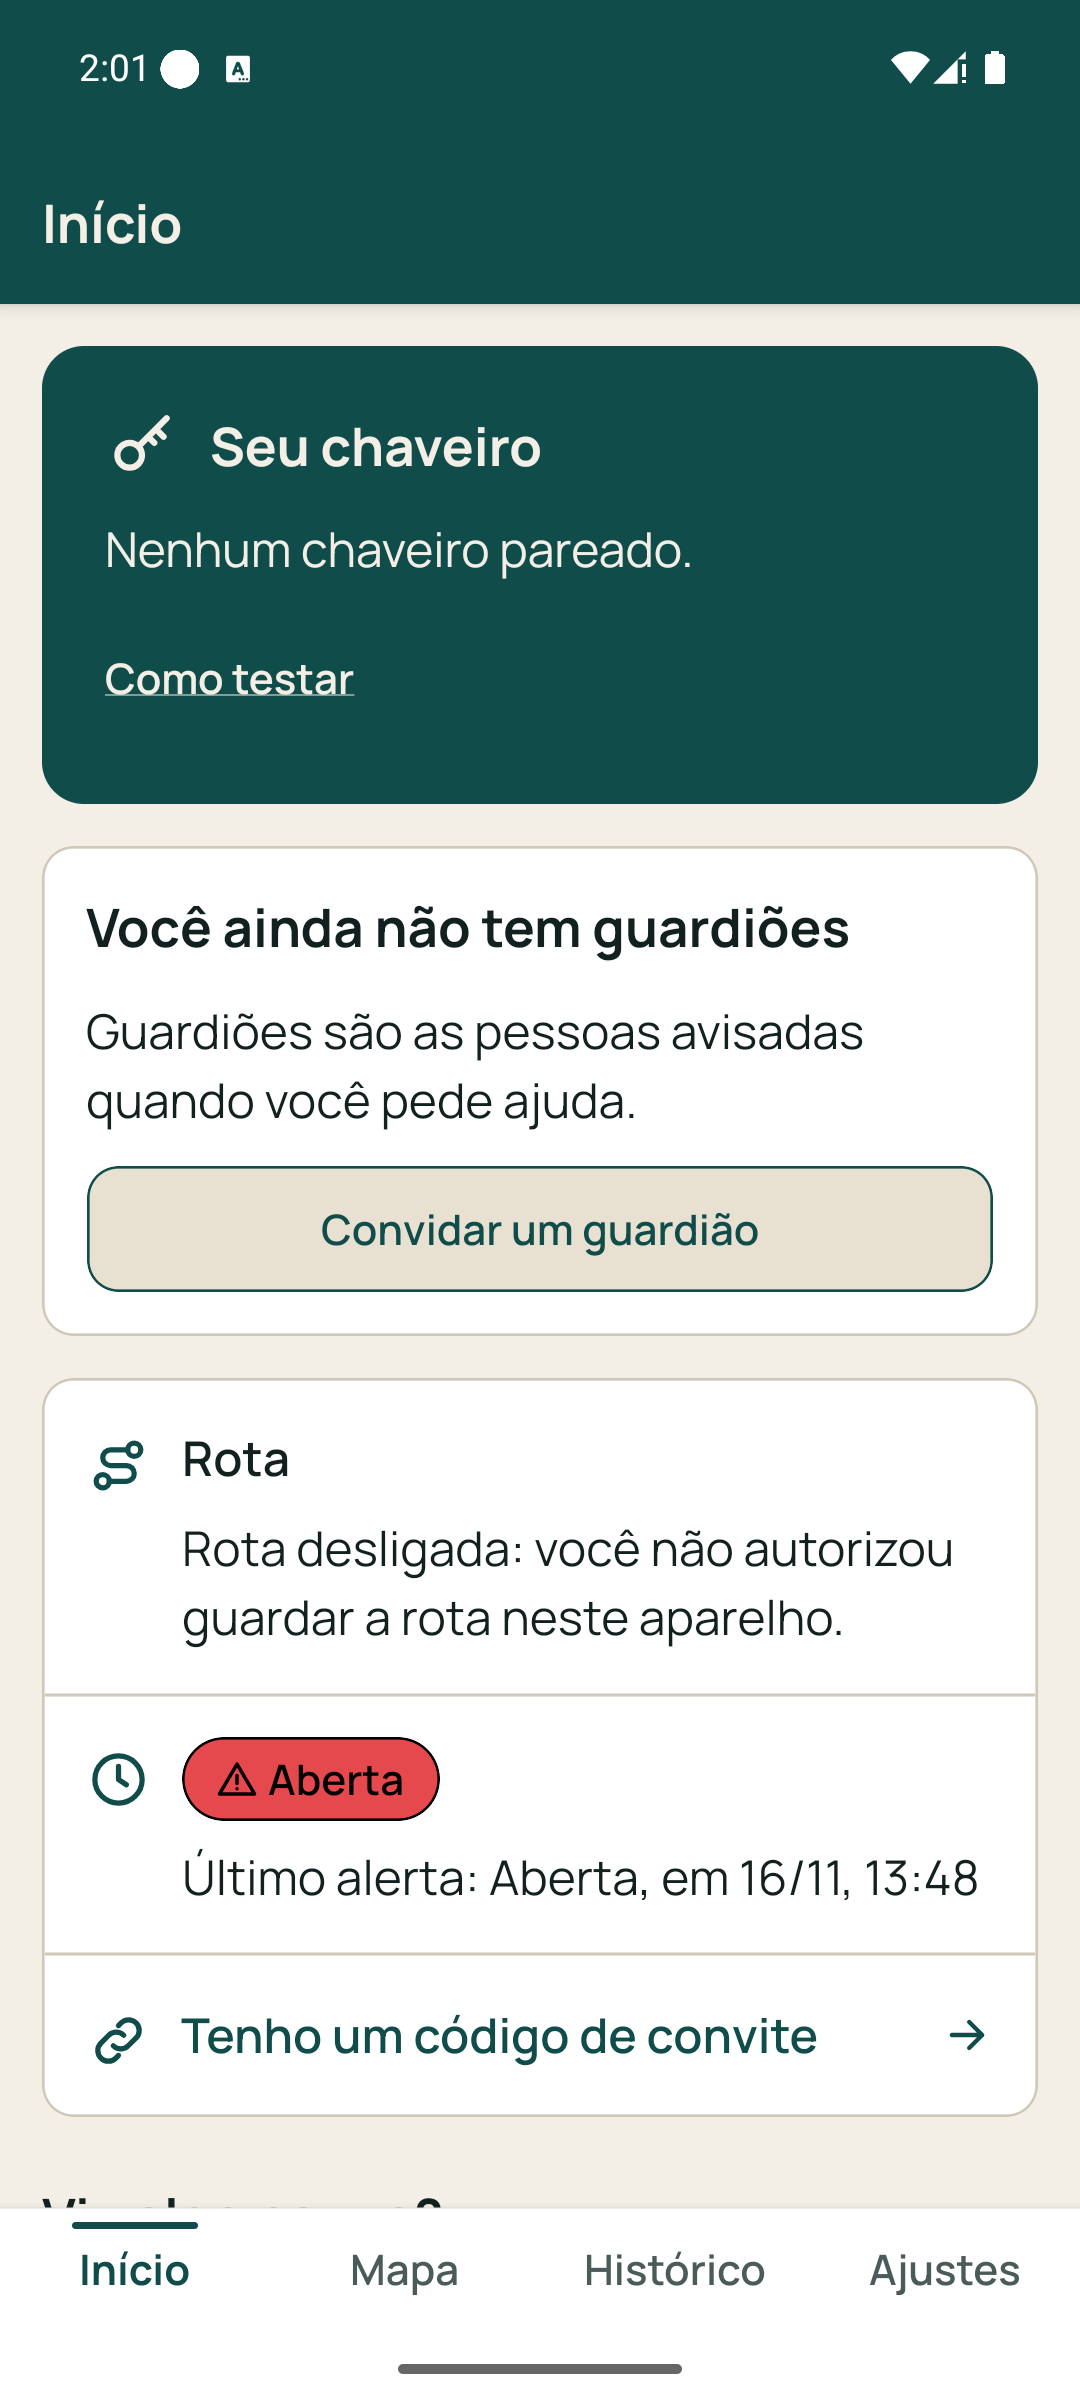 2:01
Início
Seu chaveiro
Nenhum chaveiro pareado.
Como testar
Você ainda não tem guardiões
Guardiões são as pessoas avisadas
quando você pede ajuda.
Convidar um guardião
Rota
Rota desligada: você não autorizou
guardar a rota neste aparelho.
Aberta
Último alerta: Aberta, em 16/11, 13:48
Tenho um código de convite
Início
Mapa
Histórico
Ajustes